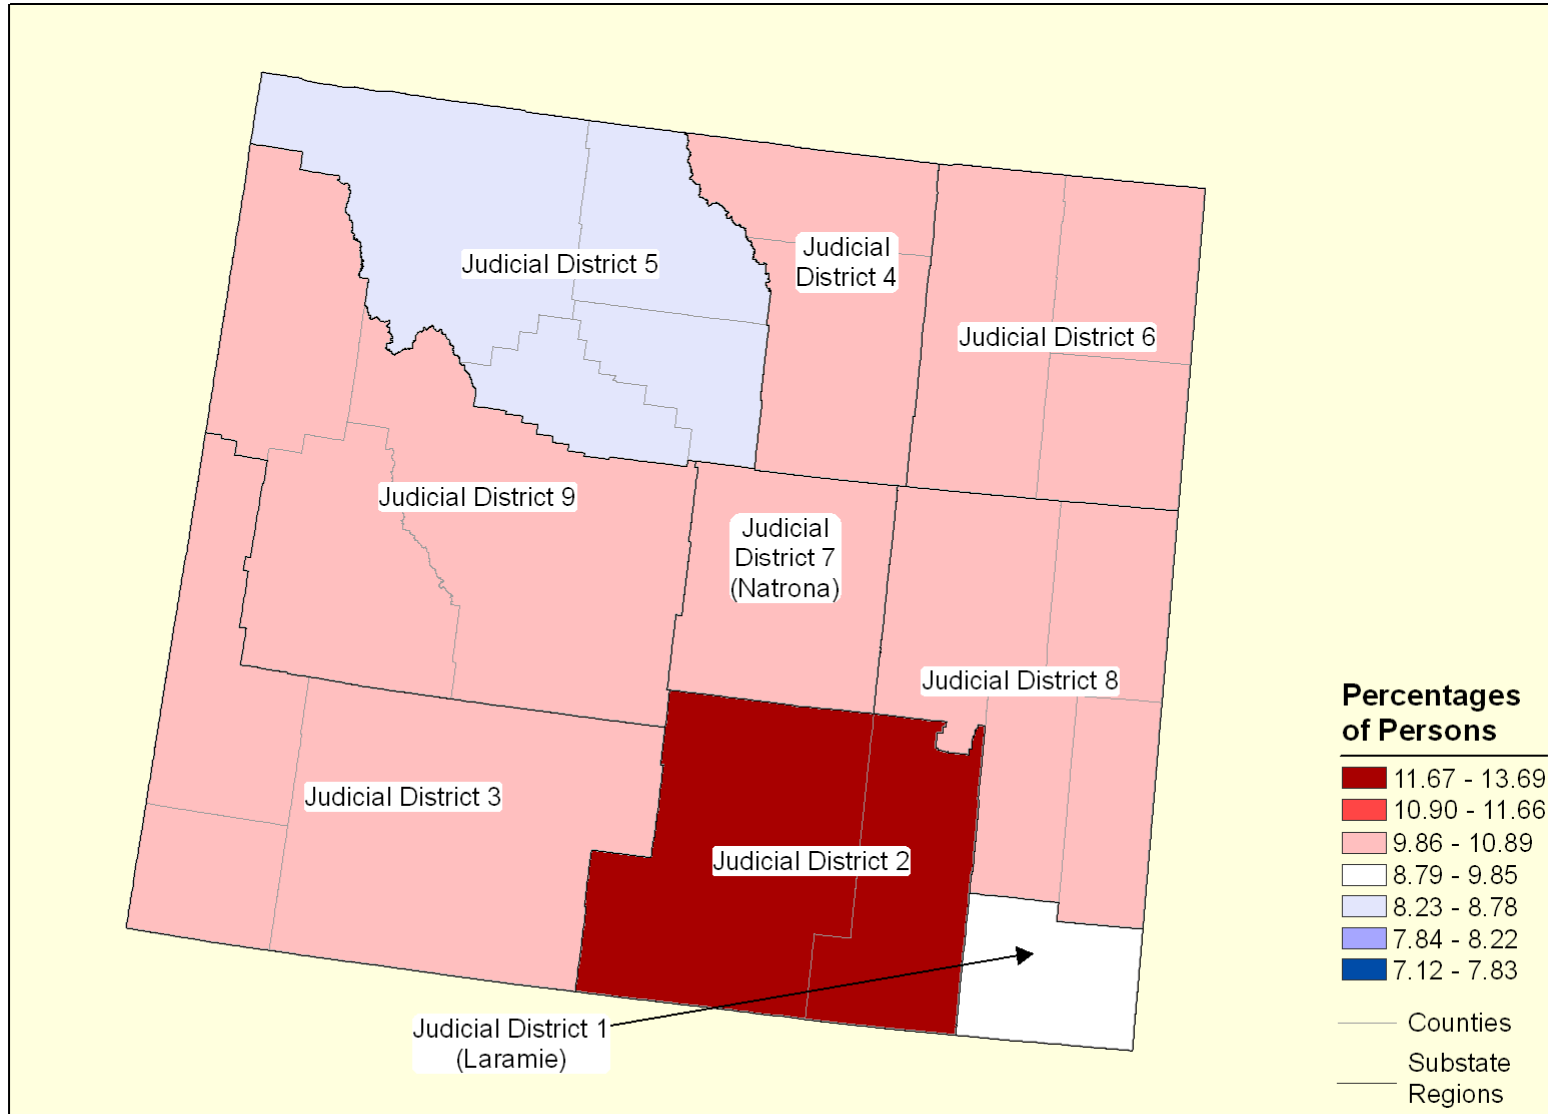 Judicial District 5
Judicial
District 4
Judicial District 6
Judicial District 9
Judicial
District 7
(Natrona)
Judicial District 8
Judicial District 3
Judicial District 2
Judicial District 1
(Laramie)
Percentages
of Persons
11.67 - 13.69
10.90 - 11.66
9.86 - 10.89
8.79 - 9.85
8.23 - 8.78
7.84 - 8.22
7.12 - 7.83
Counties
Substate
Regions